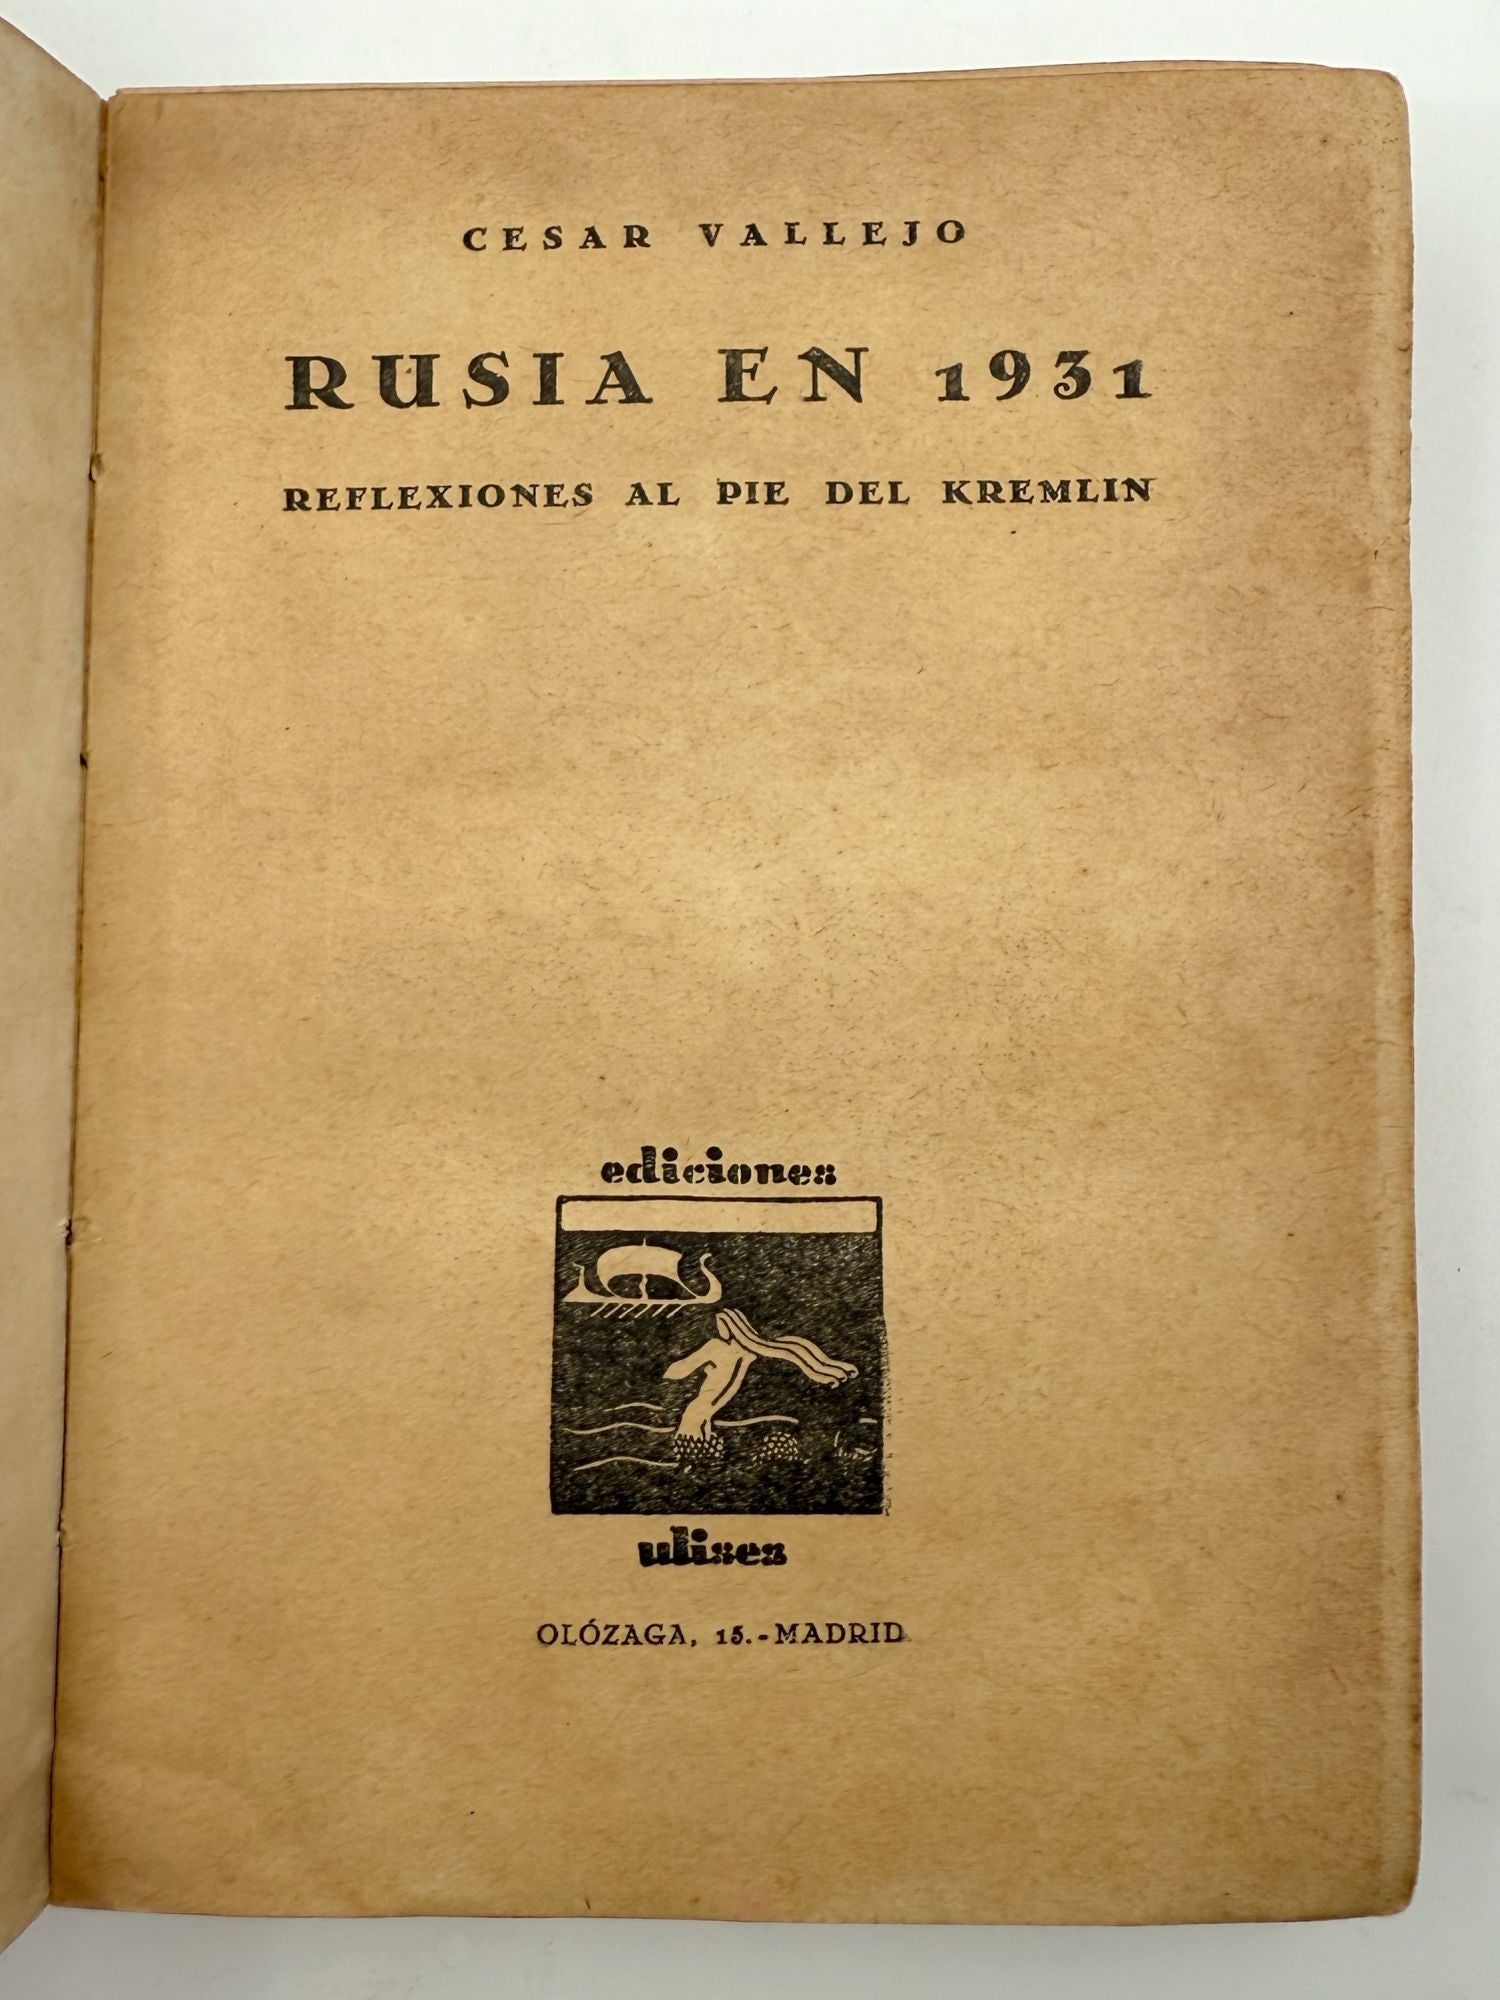 CESAR VALLEJO
RUSIA EN 1931
REFLEXIONES AL PIE DEL KREMLIN
ediciones
ulises
OLÓZAGA, 15.-MADRID